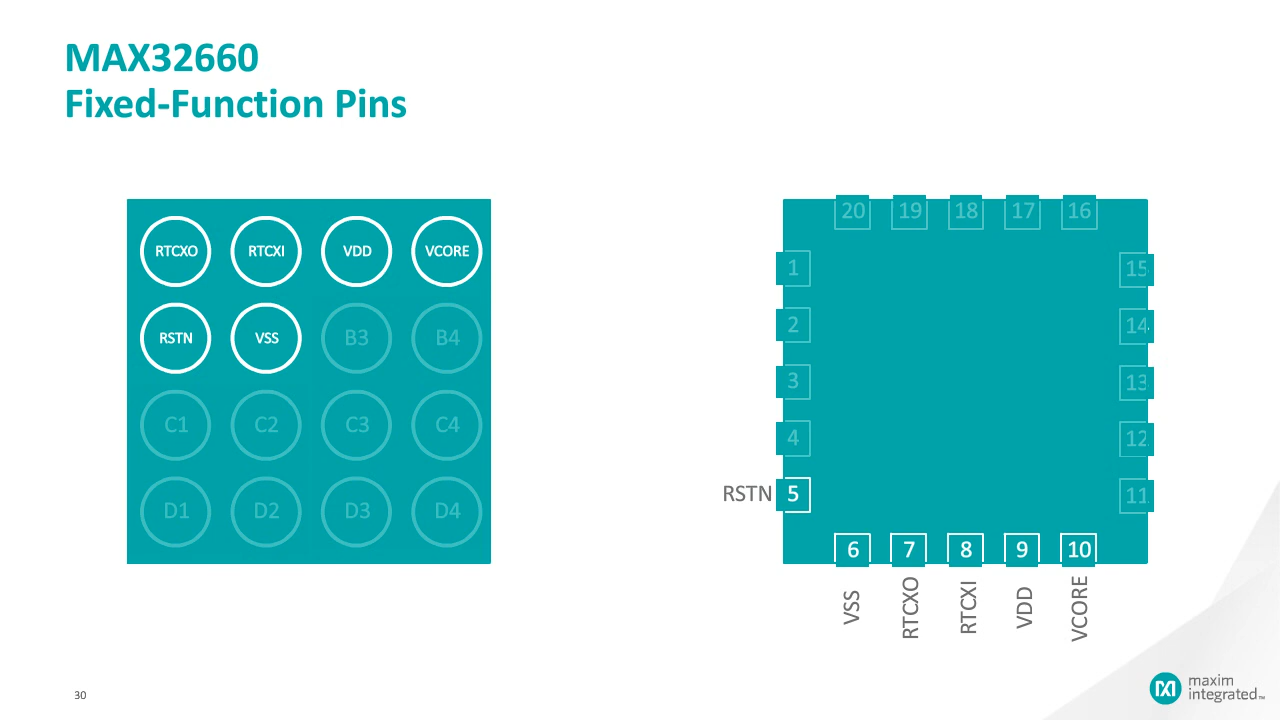 MAX32660
Fixed-Function Pins
RTCXO RTCXI VDD VCORE
RSTN VSS B3 B4
C1 C2 C3 C4
D1 D2 D3 D4
20 19 18 17 16
1 15
2 14
3 13
4 12
RSTN 5 11
6 7 8 9 10
VSS RTCXO RTCXI VDD VCORE
30
maxim
integrated™